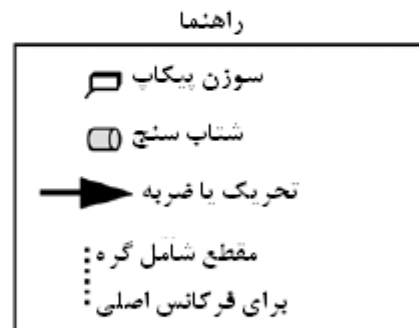 راهنما
سوزن پیکاپ
شتاب سنج
تحریک یا ضربه
مقطع شامل گره
برای فرکانس اصلی